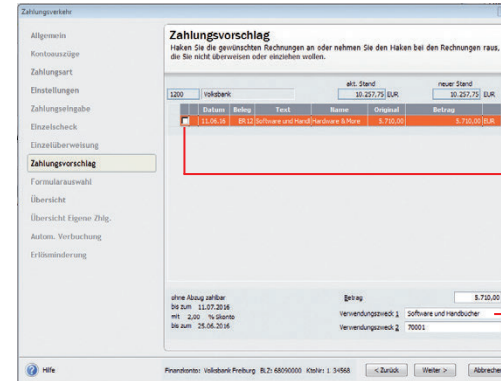 Zahlungsverkehr
Allgemein
Kontoauszüge
Zahlungsart
Einstellungen
Zahlungseingabe
Einzelscheck
Einzelüberweisung
Zahlungsvorschlag
Formularauswahl
Übersicht
Übersicht Eigene Zhlg.
Autom. Verbuchung
Erlösminderung
Zahlungsvorschlag
Haken Sie die gewünschten Rechnungen an oder nehmen Sie den Haken bei den Rechnungen raus,
die Sie nicht überweisen oder einziehen wollen.
akt. Stand neuer Stand
1200 Volksbank 10.257,75 EUR 10.257,75 EUR
Datum Beleg Text Name Original Betrag
11.06.16 ER12 Software und Hand Hardware & More 5.710,00 5.710,00 EUR
ohne Abzug zahlbar
bis zum 11.07.2016
mit 2,00 % Skonto
bis zum 25.06.2016
Betrag 5.710,00
Verwendungszweck 1 Software und Handbücher
Verwendungszweck 2 70001
Hilfe
Finanzkonto: Volksbank Freiburg BLZ: 68090000 KtoNr: 1 34568
< Zurück Weiter > Abbreche